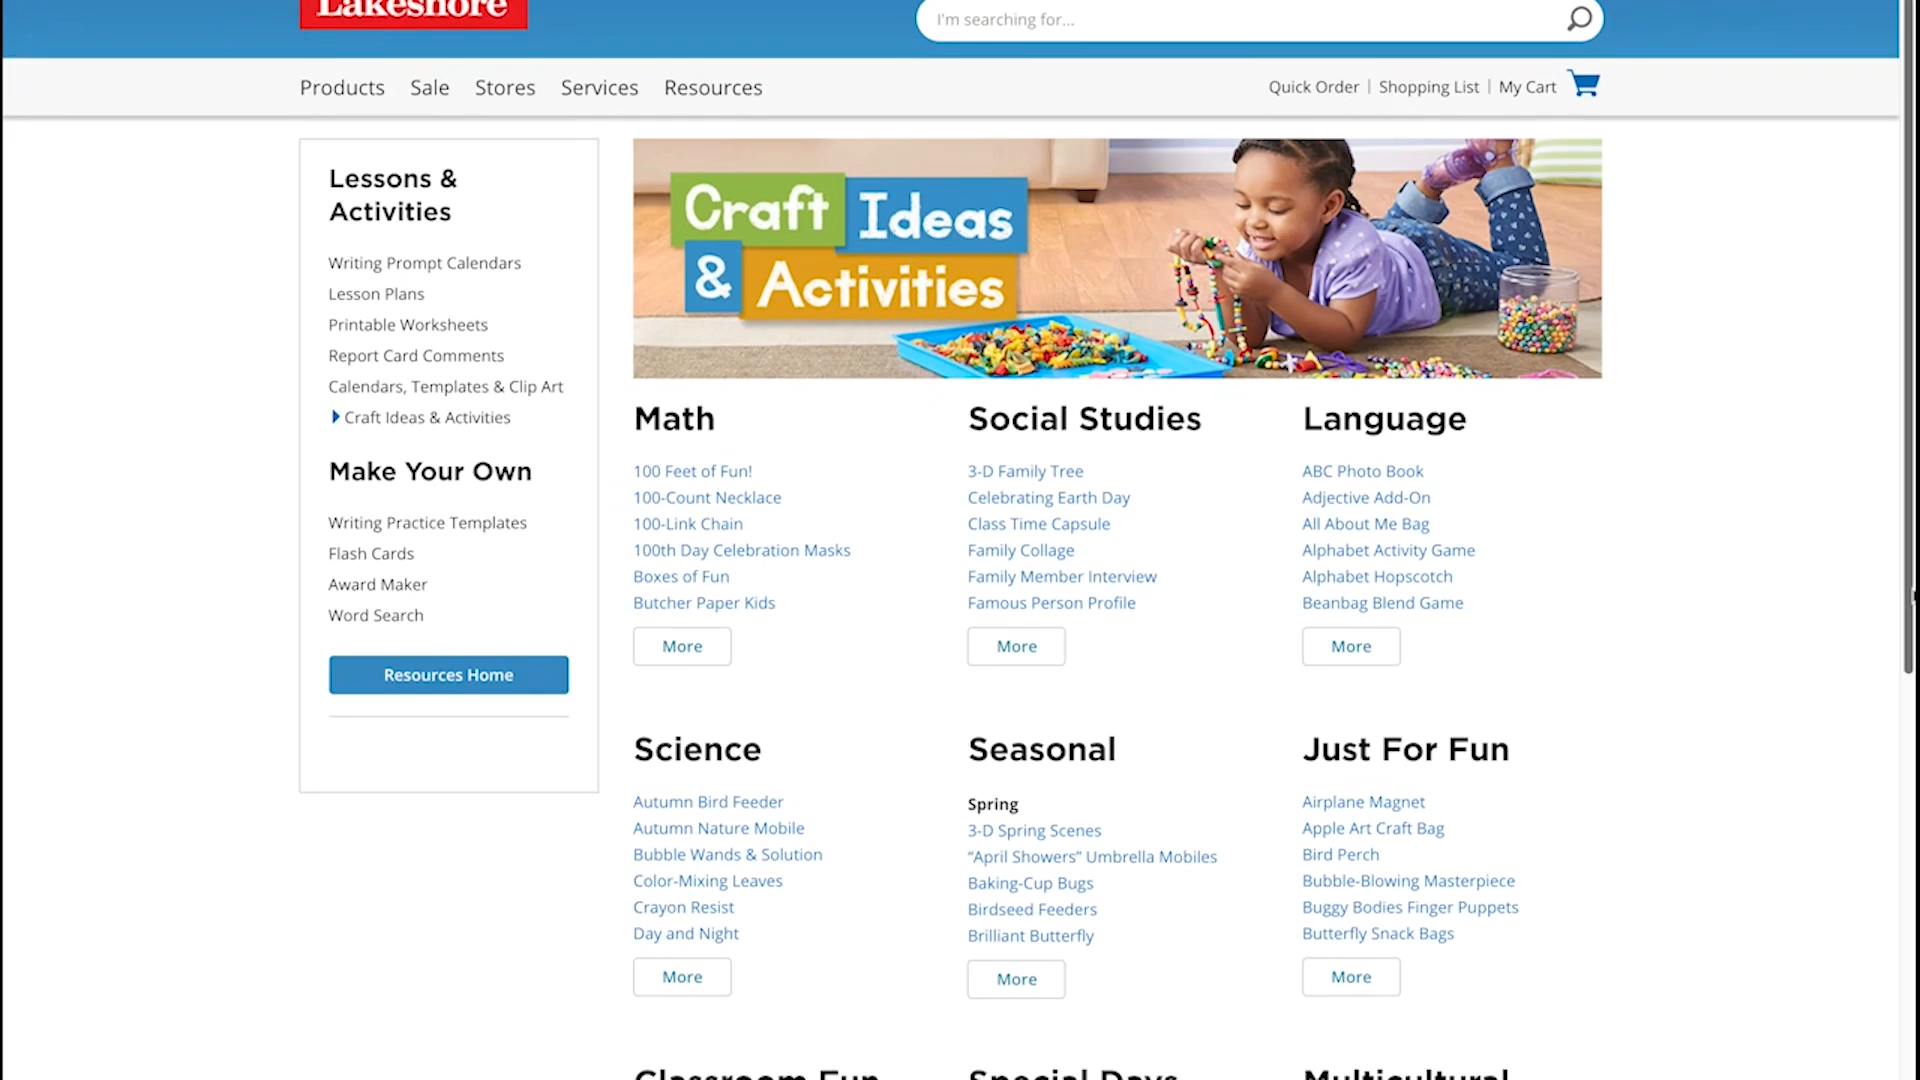 Lakeshore
I'm searching for...
Products Sale Stores Services Resources
Quick Order | Shopping List | My Cart
Lessons &
Activities
Writing Prompt Calendars
Lesson Plans
Printable Worksheets
Report Card Comments
Calendars, Templates & Clip Art
Craft Ideas & Activities
Make Your Own
Writing Practice Templates
Flash Cards
Award Maker
Word Search
Resources Home
Craft Ideas
& Activities
Math
100 Feet of Fun!
100-Count Necklace
100-Link Chain
100th Day Celebration Masks
Boxes of Fun
Butcher Paper Kids
More
Social Studies
3-D Family Tree
Celebrating Earth Day
Class Time Capsule
Family Collage
Family Member Interview
Famous Person Profile
More
Language
ABC Photo Book
Adjective Add-On
All About Me Bag
Alphabet Activity Game
Alphabet Hopscotch
Beanbag Blend Game
More
Science
Autumn Bird Feeder
Autumn Nature Mobile
Bubble Wands & Solution
Color-Mixing Leaves
Crayon Resist
Day and Night
More
Seasonal
Spring
3-D Spring Scenes
“April Showers” Umbrella Mobiles
Baking-Cup Bugs
Birdseed Feeders
Brilliant Butterfly
More
Just For Fun
Airplane Magnet
Apple Art Craft Bag
Bird Perch
Bubble-Blowing Masterpiece
Buggy Bodies Finger Puppets
Butterfly Snack Bags
More
Classroom Fun
Special Days
Multicultural